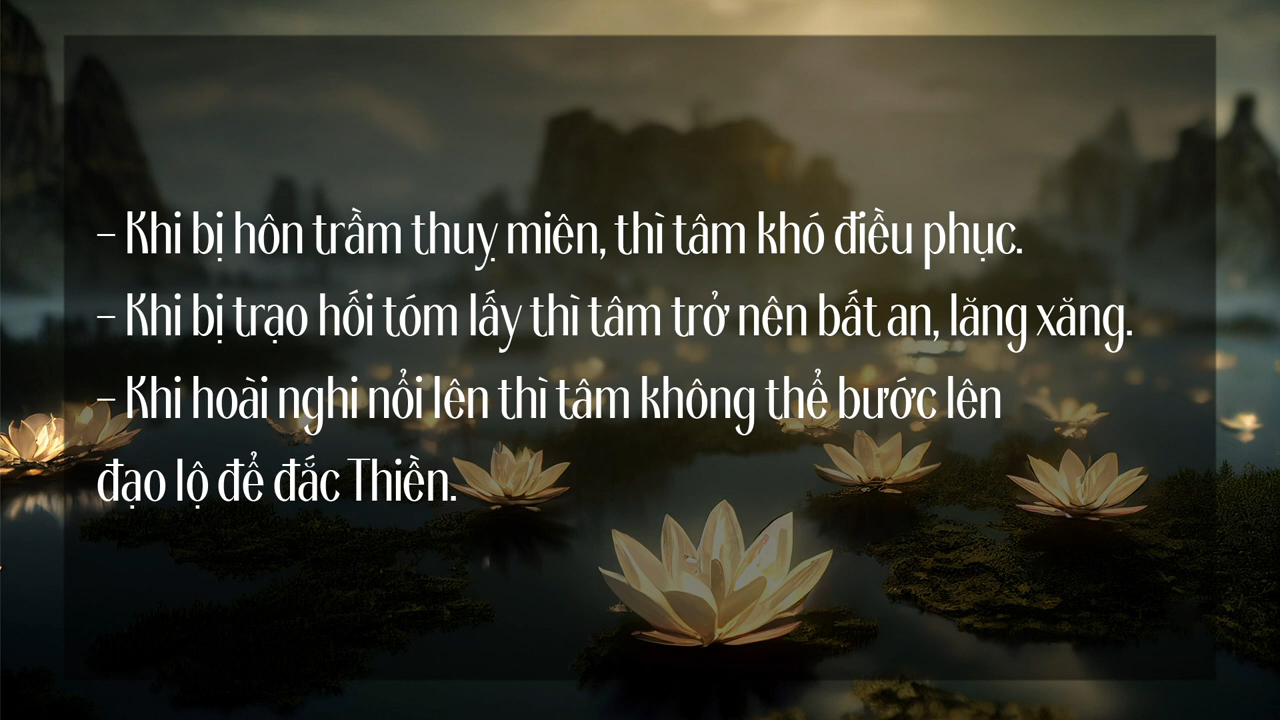 – Khi bị hôn trầm thuỵ miên, thì tâm khó điều phục.
– Khi bị trạo hối tóm lấy thì tâm trở nên bất an, lăng xăng.
– Khi hoài nghi nổi lên thì tâm không thể bước lên
đạo lộ để đắc Thiền.